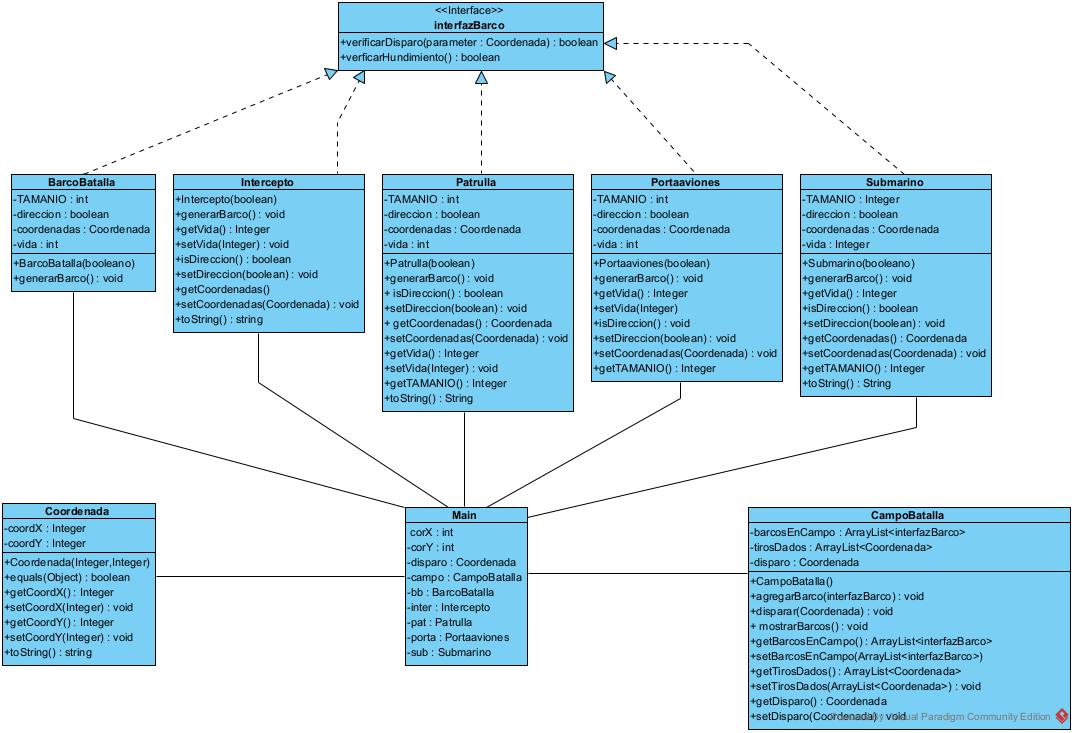 <<Interface>>
interfazBarco
+verificarDisparo(parameter : Coordenada) : boolean
+verficarHundimiento() : boolean
BarcoBatalla
-TAMANIO : int
-direccion : boolean
-coordenadas : Coordenada
-vida : int
+BarcoBatalla(booleano)
+generarBarco() : void
Intercepto
+Intercepto(boolean)
+generarBarco() : void
+getVida() : Integer
+setVida(Integer) : void
+isDireccion() : boolean
+setDireccion(boolean) : void
+getCoordenadas()
+setCoordenadas(Coordenada) : void
+toString() : string
Patrulla
-TAMANIO : int
-direccion : boolean
-coordenadas : Coordenada
-vida : int
+Patrulla(boolean)
+generarBarco() : void
+ isDireccion() : boolean
+setDireccion(boolean) : void
+ getCoordenadas() : Coordenada
+setCoordenadas(Coordenada) : void
+getVida() : Integer
+setVida(Integer) : void
+getTAMANIO() : Integer
+toString() : String
Portaaviones
-TAMANIO : int
-direccion : boolean
-coordenadas : Coordenada
-vida : int
+Portaaviones(boolean)
+generarBarco() : void
+getVida() : Integer
+setVida(Integer)
+isDireccion() : void
+setDireccion(boolean) : void
+setCoordenadas(Coordenada) : void
+getTAMANIO() : Integer
Submarino
-TAMANIO : Integer
-direccion : boolean
-coordenadas : Coordenada
-vida : Integer
+Submarino(booleano)
+generarBarco() : void
+getVida() : Integer
+isDireccion() : boolean
+setDireccion(boolean) : void
+getCoordenadas() : Coordenada
+setCoordenadas(Coordenada) : void
+getTAMANIO() : Integer
+toString() : String
Coordenada
-coordX : Integer
-coordY : Integer
+Coordenada(Integer,Integer)
+equals(Object) : boolean
+getCoordX() : Integer
+setCoordX(Integer) : void
+getCoordY() : Integer
+setCoordY(Integer) : void
+toString() : string
Main
corX : int
-corY : int
-disparo : Coordenada
-campo : CampoBatalla
-bb : BarcoBatalla
-inter : Intercepto
-pat : Patrulla
-porta : Portaaviones
-sub : Submarino
CampoBatalla
-barcosEnCampo : ArrayList<interfazBarco>
-tirosDados : ArrayList<Coordenada>
-disparo : Coordenada
+CampoBatalla()
+agregarBarco(interfazBarco) : void
+disparar(Coordenada) : void
+ mostrarBarcos() : void
+getBarcosEnCampo() : ArrayList<interfazBarco>
+setBarcosEnCampo(ArrayList<interfazBarco>)
+getTirosDados() : ArrayList<Coordenada>
+setTirosDados(ArrayList<Coordenada>) : void
+getDisparo() : Coordenada
+setDisparo(Coordenada) : void
Visual Paradigm Community Edition